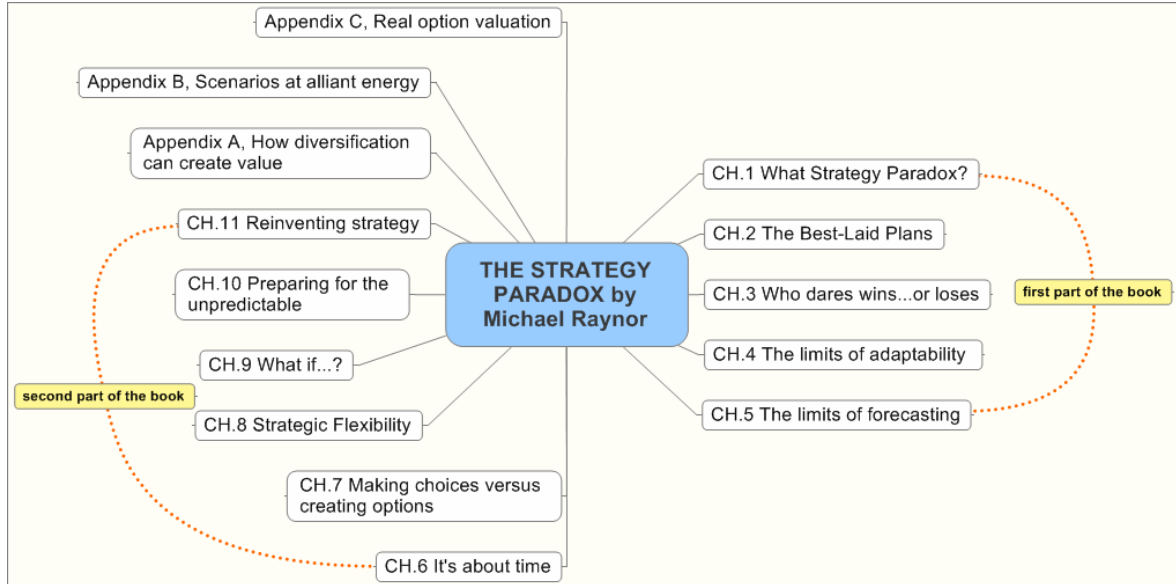 THE STRATEGY
PARADOX by
Michael Raynor
CH.1 What Strategy Paradox?
CH.2 The Best-Laid Plans
CH.3 Who dares wins...or loses
CH.4 The limits of adaptability
CH.5 The limits of forecasting
first part of the book
CH.6 It's about time
CH.7 Making choices versus
creating options
CH.8 Strategic Flexibility
CH.9 What if...?
CH.10 Preparing for the
unpredictable
CH.11 Reinventing strategy
second part of the book
Appendix A, How diversification
can create value
Appendix B, Scenarios at alliant energy
Appendix C, Real option valuation